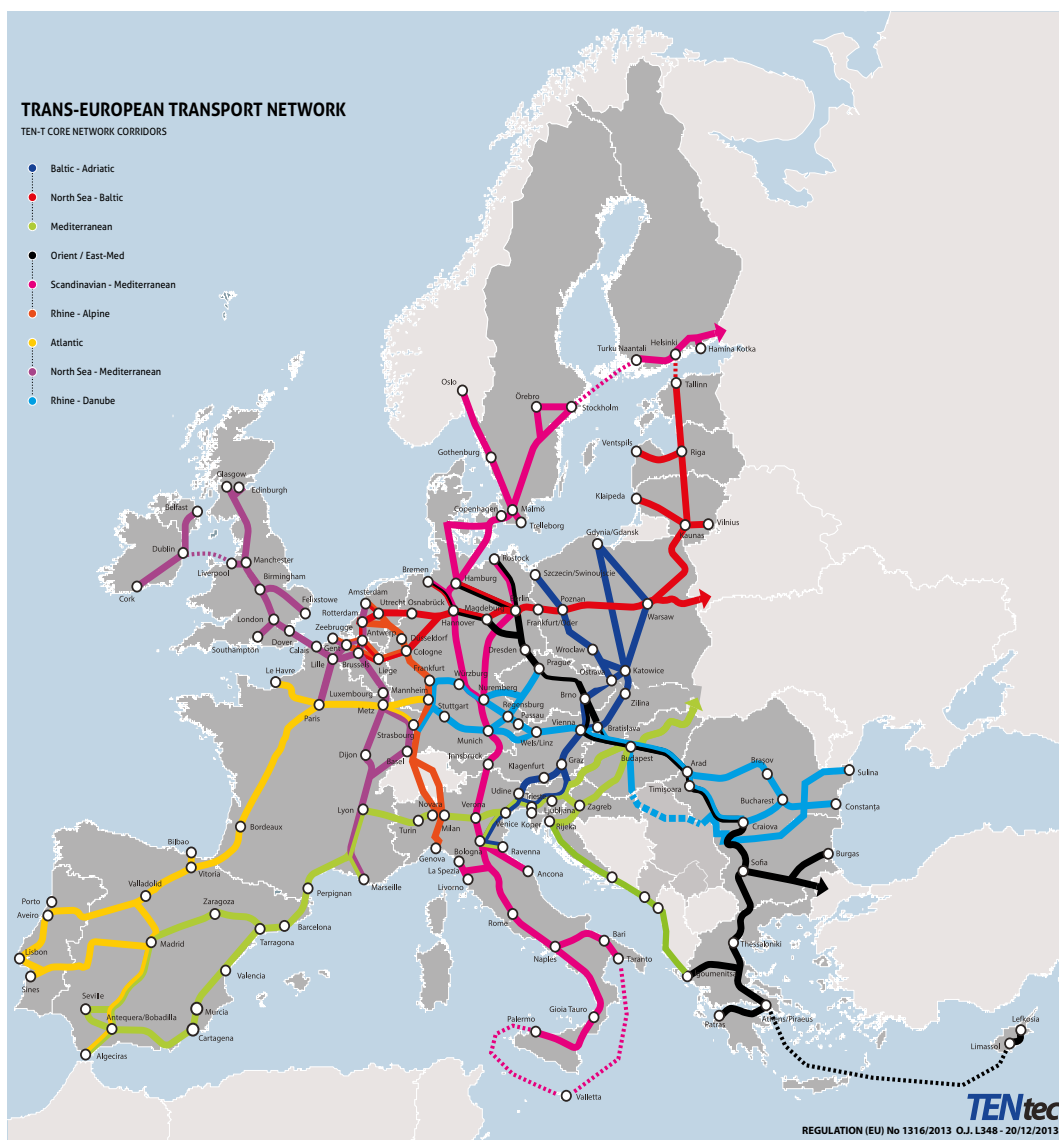 TRANS-EUROPEAN TRANSPORT NETWORK
TEN-T CORE NETWORK CORRIDORS
Baltic - Adriatic
North Sea - Baltic
Mediterranean
Orient / East-Med
Scandinavian - Mediterranean
Rhine - Alpine
Atlantic
North Sea - Mediterranean
Rhine - Danube
Turku Naantali
Helsinki
Hamina Kotka
Tallinn
Oslo
Örebro
Stockholm
Ventspils
Riga
Gothenburg
Klaipeda
Vilnius
Kaunas
Glasgow
Edinburgh
Belfast
Copenhagen
Malmö
Trelleborg
Gdynia/Gdansk
Dublin
Liverpool
Manchester
Cork
Birmingham
Felixstowe
London
Southampton
Dover
Calais
Bremen
Hamburg
Rostock
Szczecin/Swinoujscie
Amsterdam
Rotterdam
Utrecht
Osnabrück
Hannover
Magdeburg
Berlin
Frankfurt/Oder
Poznan
Warsaw
Zeebrugge
Gent
Antwerp
Düsseldorf
Cologne
Lille
Brussels
Liege
Dresden
Wroclaw
Katowice
Ostrava
Prague
Le Havre
Paris
Luxembourg
Metz
Frankfurt
Mannheim
Würzburg
Nuremberg
Regensburg
Passau
Stuttgart
Strasbourg
Munich
Wels/Linz
Brno
Zilina
Vienna
Bratislava
Dijon
Basel
Innsbruck
Klagenfurt
Graz
Budapest
Arad
Timişoara
Braşov
Sulina
Bucharest
Constanţa
Craiova
Lyon
Turin
Novara
Milan
Verona
Udine
Trieste
Venice
Koper
Ljubljana
Zagreb
Rijeka
Genova
Bologna
Ravenna
La Spezia
Livorno
Ancona
Bordeaux
Bilbao
Vitoria
Marseille
Perpignan
Sofia
Burgas
Porto
Aveiro
Valladolid
Zaragoza
Barcelona
Tarragona
Madrid
Lisbon
Sines
Valencia
Rome
Naples
Bari
Taranto
Thessaloniki
Igoumenitsa
Seville
Antequera/Bobadilla
Murcia
Cartagena
Algeciras
Gioia Tauro
Palermo
Valletta
Patras
Athens/Piraeus
Lefkosia
Limassol
TENtec
REGULATION (EU) No 1316/2013 O.J. L348 - 20/12/2013